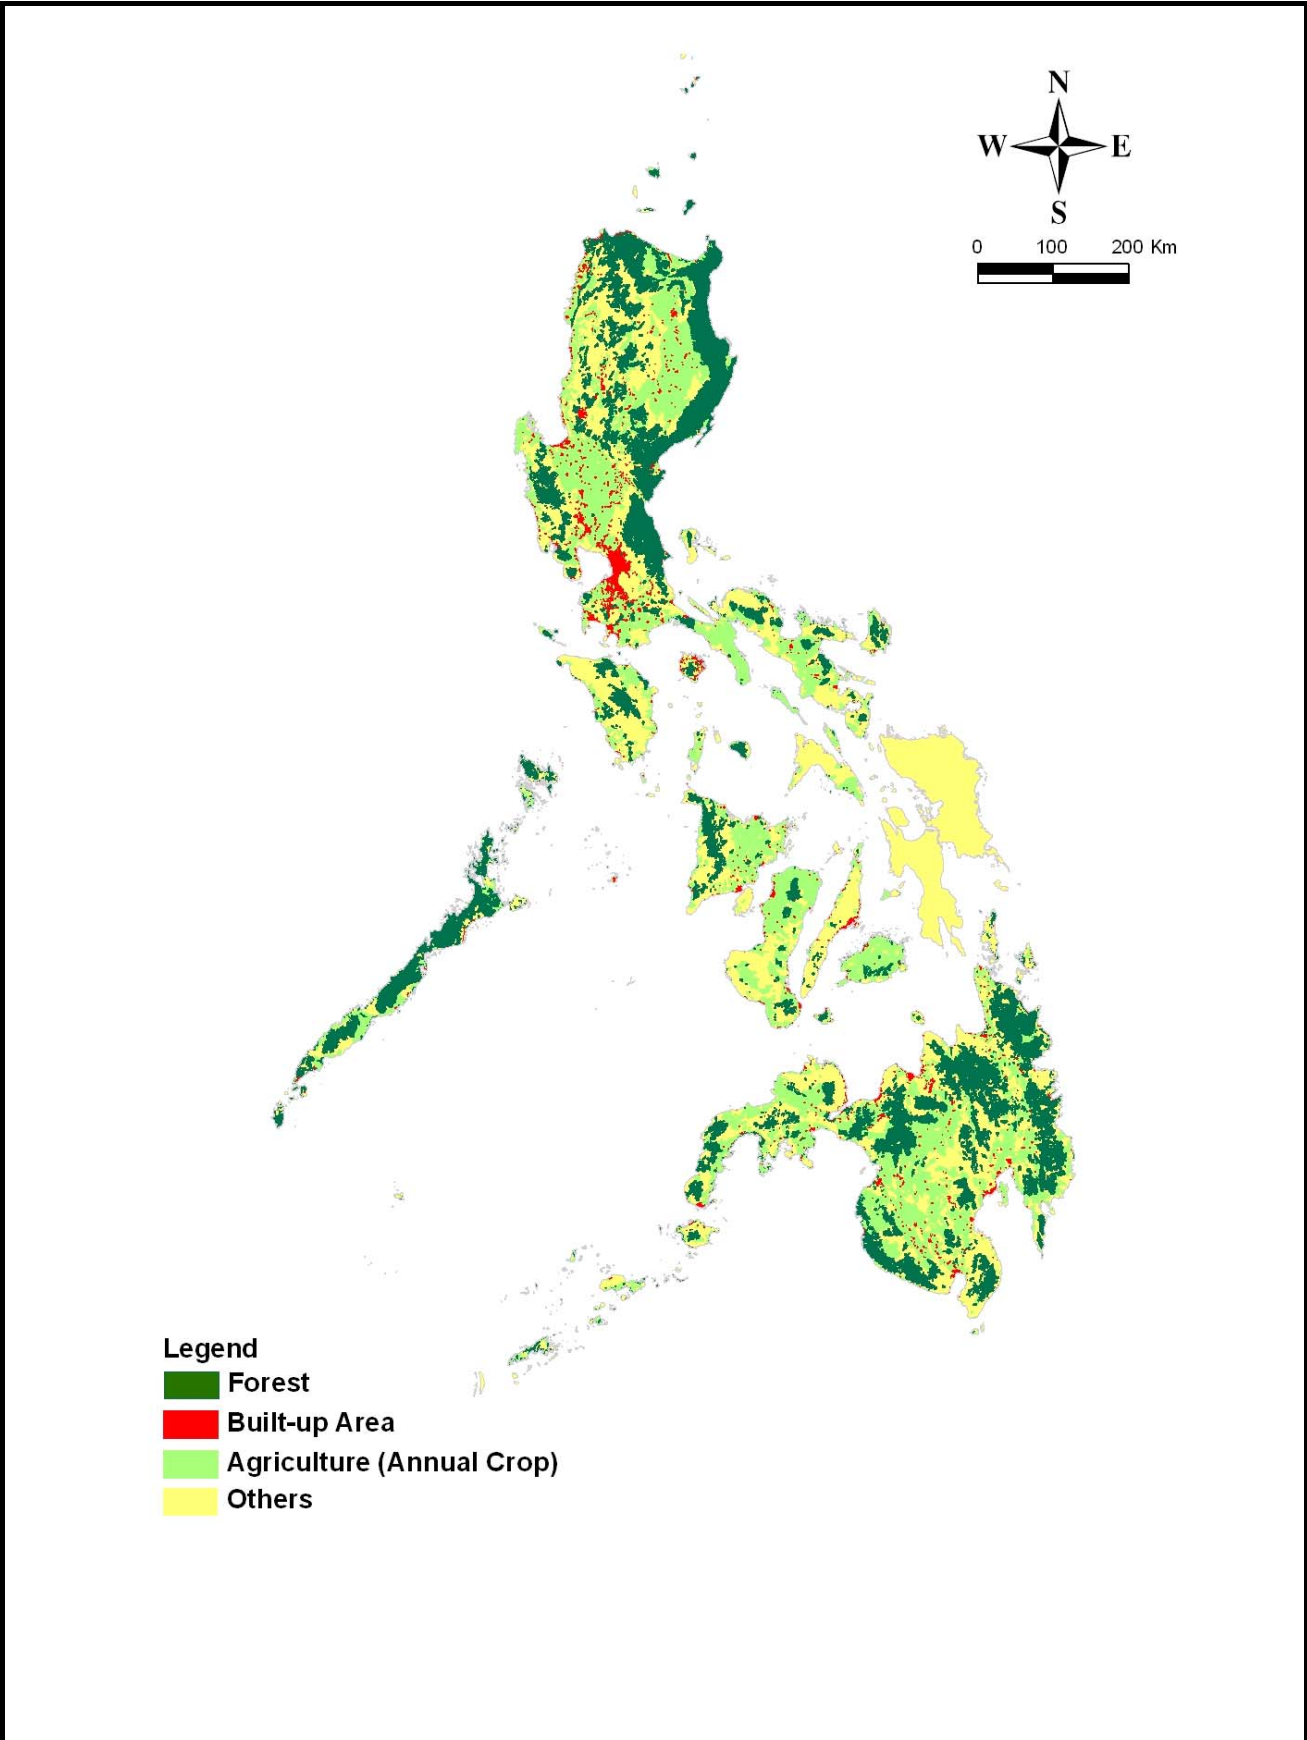 N
W E
S
0 100 200 Km
Legend
Forest
Built-up Area
Agriculture (Annual Crop)
Others